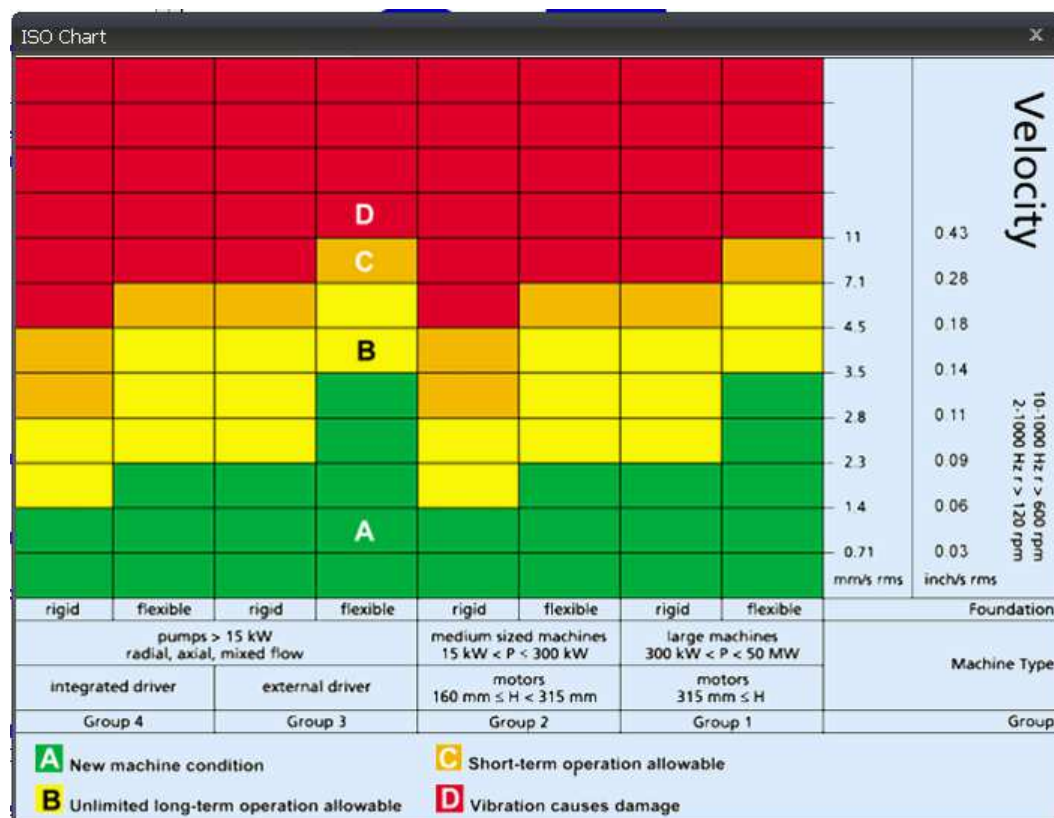 ISO Chart X
Velocity
10-1000 Hz r > 600 rpm
2-1000 Hz r > 120 rpm
D
11 0.43
C
7.1 0.28
4.5 0.18
B
3.5 0.14
2.8 0.11
2.3 0.09
1.4 0.06
A
0.71 0.03
mm/s rms inch/s rms
rigid flexible rigid flexible rigid flexible rigid flexible Foundation
pumps > 15 kW
radial, axial, mixed flow
medium sized machines
15 kW < P ≤ 300 kW
large machines
300 kW < P < 50 MW
Machine Type
integrated driver external driver
motors
160 mm ≤ H < 315 mm
motors
315 mm ≤ H
Group 4 Group 3 Group 2 Group 1 Group
A New machine condition
C Short-term operation allowable
B Unlimited long-term operation allowable
D Vibration causes damage